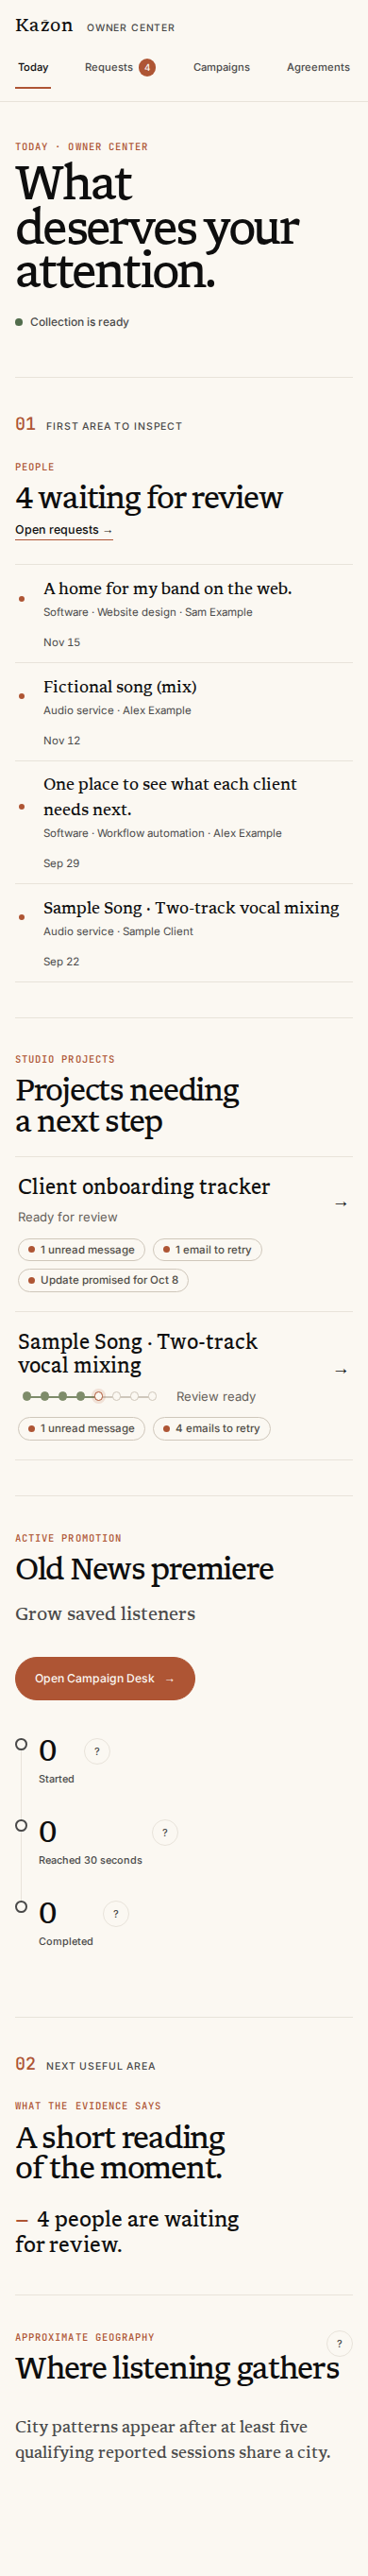 Każon OWNER CENTER
Today Requests 4 Campaigns Agreements
TODAY · OWNER CENTER
What
deserves your
attention.
Collection is ready
01 FIRST AREA TO INSPECT
PEOPLE
4 waiting for review
Open requests →
A home for my band on the web.
Software · Website design · Sam Example
Nov 15
Fictional song (mix)
Audio service · Alex Example
Nov 12
One place to see what each client
needs next.
Software · Workflow automation · Alex Example
Sep 29
Sample Song · Two-track vocal mixing
Audio service · Sample Client
Sep 22
STUDIO PROJECTS
Projects needing
a next step
Client onboarding tracker
→
Ready for review
1 unread message 1 email to retry
Update promised for Oct 8
Sample Song · Two-track
vocal mixing
→
Review ready
1 unread message 4 emails to retry
ACTIVE PROMOTION
Old News premiere
Grow saved listeners
Open Campaign Desk →
0 ?
Started
0 ?
Reached 30 seconds
0 ?
Completed
02 NEXT USEFUL AREA
WHAT THE EVIDENCE SAYS
A short reading
of the moment.
— 4 people are waiting
for review.
APPROXIMATE GEOGRAPHY ?
Where listening gathers
City patterns appear after at least five
qualifying reported sessions share a city.